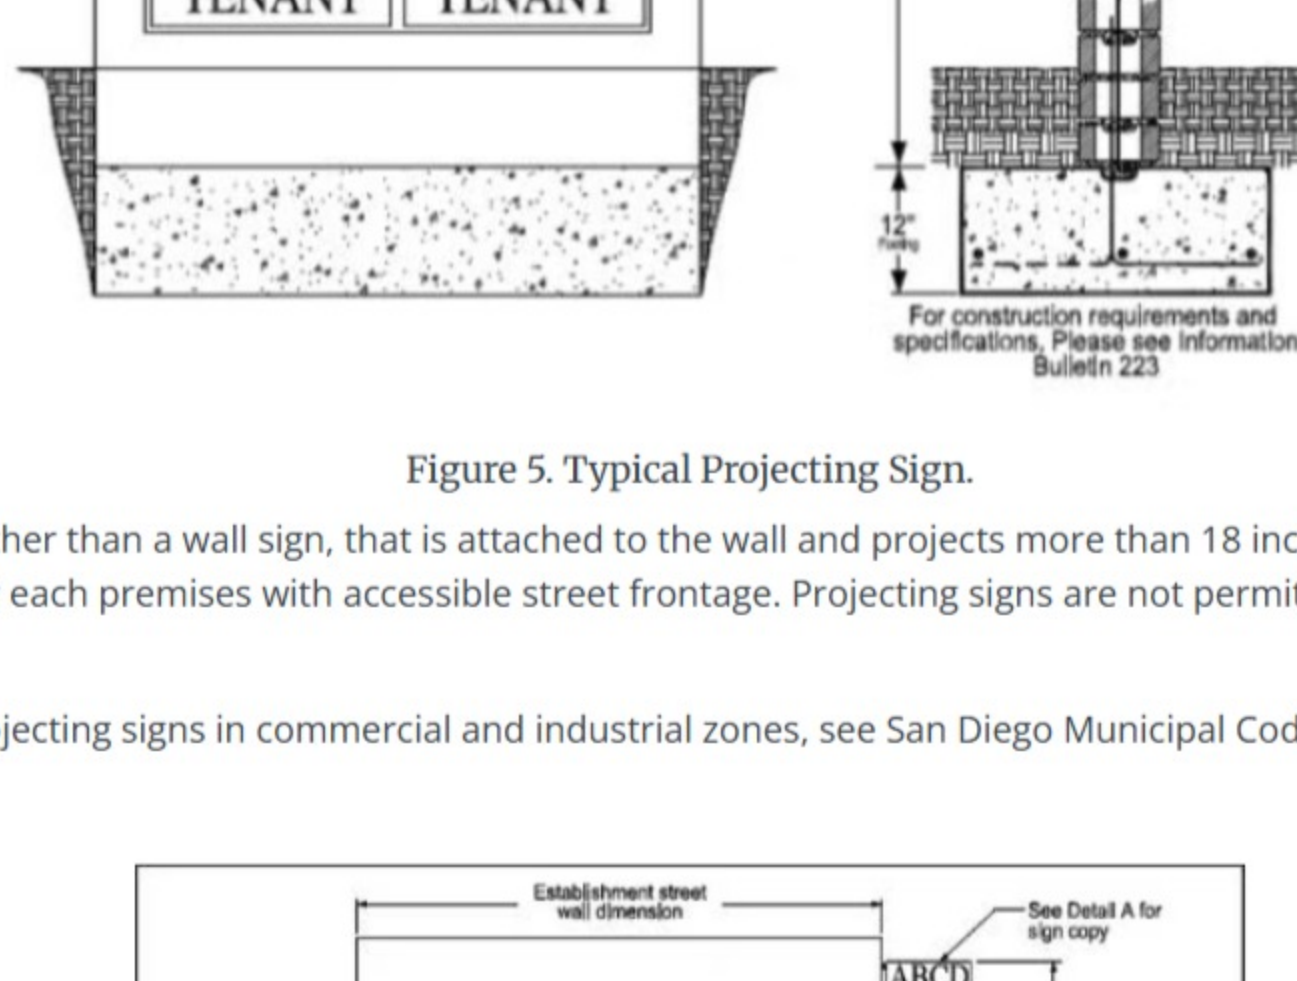 TENANT TENANT
12"
Footing
For construction requirements and
specifications, Please see Information
Bulletin 223
Figure 5. Typical Projecting Sign.
her than a wall sign, that is attached to the wall and projects more than 18 inc
each premises with accessible street frontage. Projecting signs are not permit
jecting signs in commercial and industrial zones, see San Diego Municipal Cod
Establishment street
wall dimension
See Detail A for
sign copy
ABCD